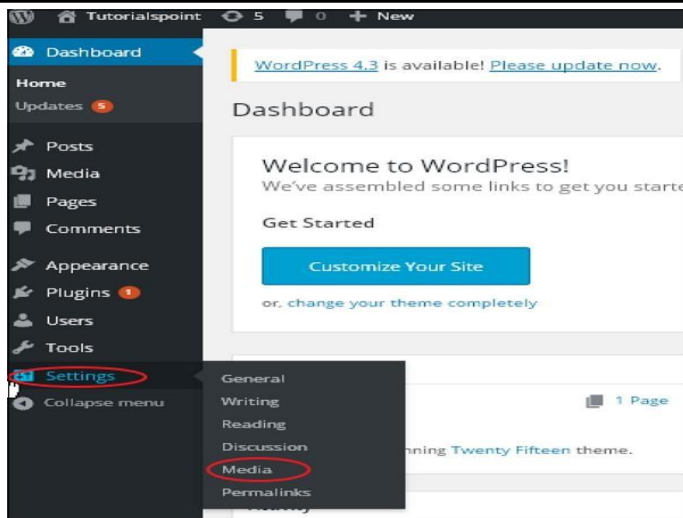 Tutorialspoint 5 0 + New
Dashboard
Home
Updates 5
Posts
Media
Pages
Comments
Appearance
Plugins 1
Users
Tools
Settings
Collapse menu
General
Writing
Reading
Discussion
Media
Permalinks
WordPress 4.3 is available! Please update now.
Dashboard
Welcome to WordPress!
We've assembled some links to get you starte
Get Started
Customize Your Site
or, change your theme completely
1 Page
nning Twenty Fifteen theme.